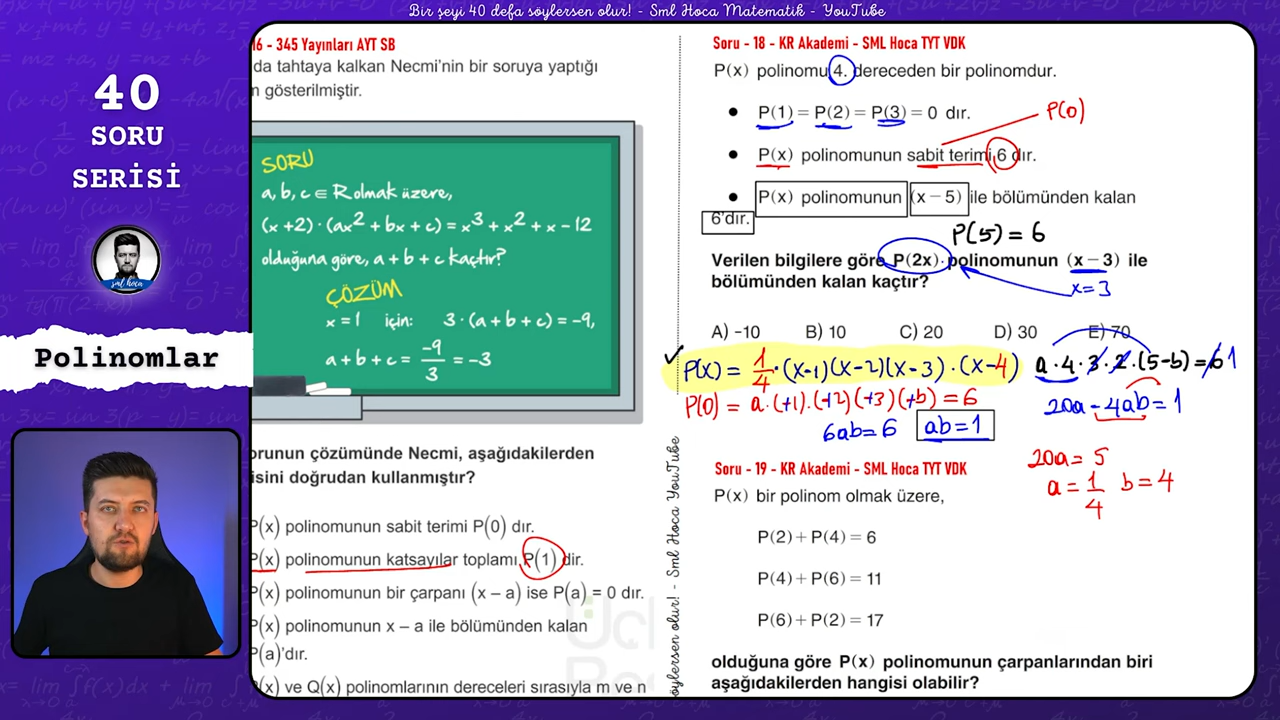 Bir şeyi 40 defa söylersen olur! - Sml Hoca Matematik - YouTube
40
SORU
SERİSİ
sml hoca
Polinomlar
16 - 345 Yayınları AYT SB
da tahtaya kalkan Necmi'nin bir soruya yaptığı
m gösterilmiştir.
SORU
a, b, c ∈ R olmak üzere,
(x+2) · (ax² + bx + c) = x³ + x² + x - 12
olduğuna göre, a + b + c kaçtır?
ÇÖZÜM
x = 1 için: 3 · (a + b + c) = -9,
a + b + c = -9/3 = -3
orunun çözümünde Necmi, aşağıdakilerden
isini doğrudan kullanmıştır?
P(x) polinomunun sabit terimi P(0) dır.
P(x) polinomunun katsayılar toplamı P(1) dir.
P(x) polinomunun bir çarpanı (x - a) ise P(a) = 0 dır.
P(x) polinomunun x - a ile bölümünden kalan
P(a)'dır.
(x) ve Q(x) polinomlarının dereceleri sırasıyla m ve n
söylersen olur! - Sml Hoca YouTube
Soru - 18 - KR Akademi - SML Hoca TYT VDK
P(x) polinomu 4. dereceden bir polinomdur.
• P(1) = P(2) = P(3) = 0 dır.
P(0)
• P(x) polinomunun sabit terimi 6 dır.
• P(x) polinomunun (x - 5) ile bölümünden kalan
6'dır.
P(5) = 6
Verilen bilgilere göre P(2x) polinomunun (x - 3) ile
bölümünden kalan kaçtır?
x = 3
A) -10 B) 10 C) 20 D) 30 E) 70
P(x) = 1/4 · (x-1)(x-2)(x-3) · (x-4)
a · 4 · 3 · 2 · (5-b) = 6 1
P(0) = a · (+1) · (+2) (+3) (+b) = 6
20a - 4ab = 1
6ab = 6 ab = 1
20a = 5
a = 1/4 b = 4
Soru - 19 - KR Akademi - SML Hoca TYT VDK
P(x) bir polinom olmak üzere,
P(2) + P(4) = 6
P(4) + P(6) = 11
P(6) + P(2) = 17
olduğuna göre P(x) polinomunun çarpanlarından biri
aşağıdakilerden hangisi olabilir?